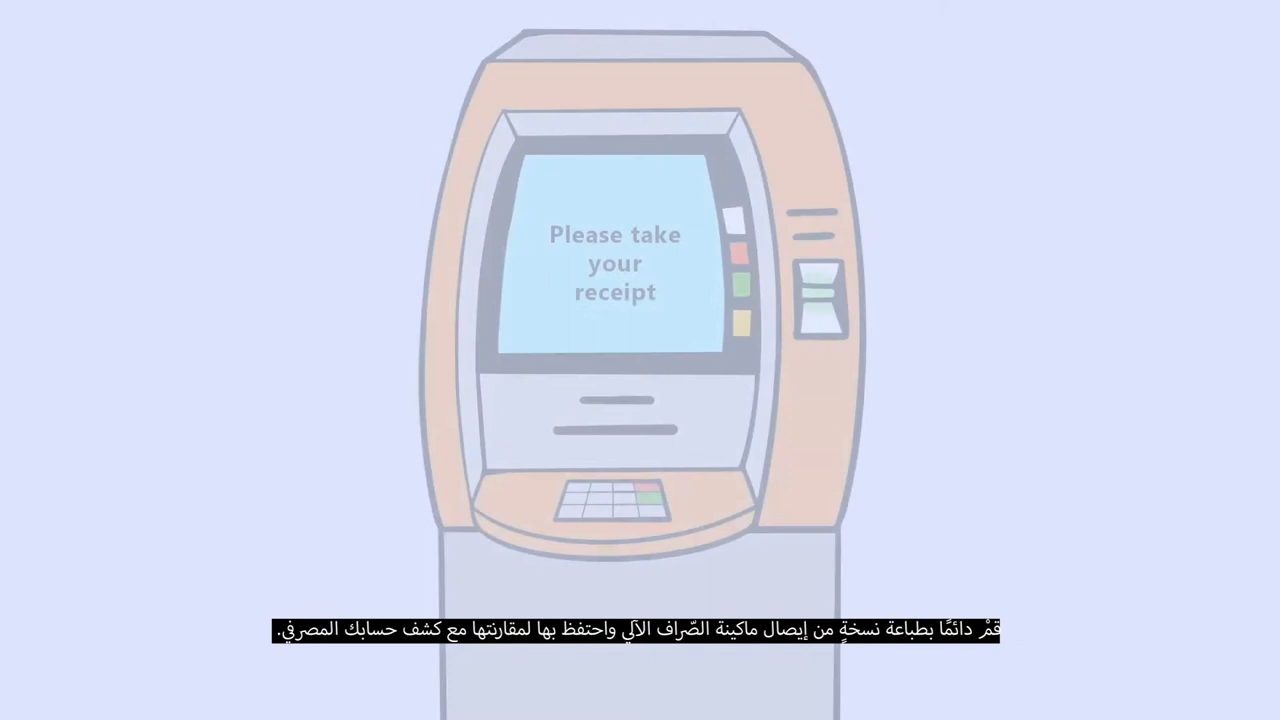 Please take
your
receipt
قمْ دائمًا بطباعة نسخةٍ من إيصال ماكينة الصّراف الآلي واحتفظ بها لمقارنتها مع كشف حسابك المصرفي.